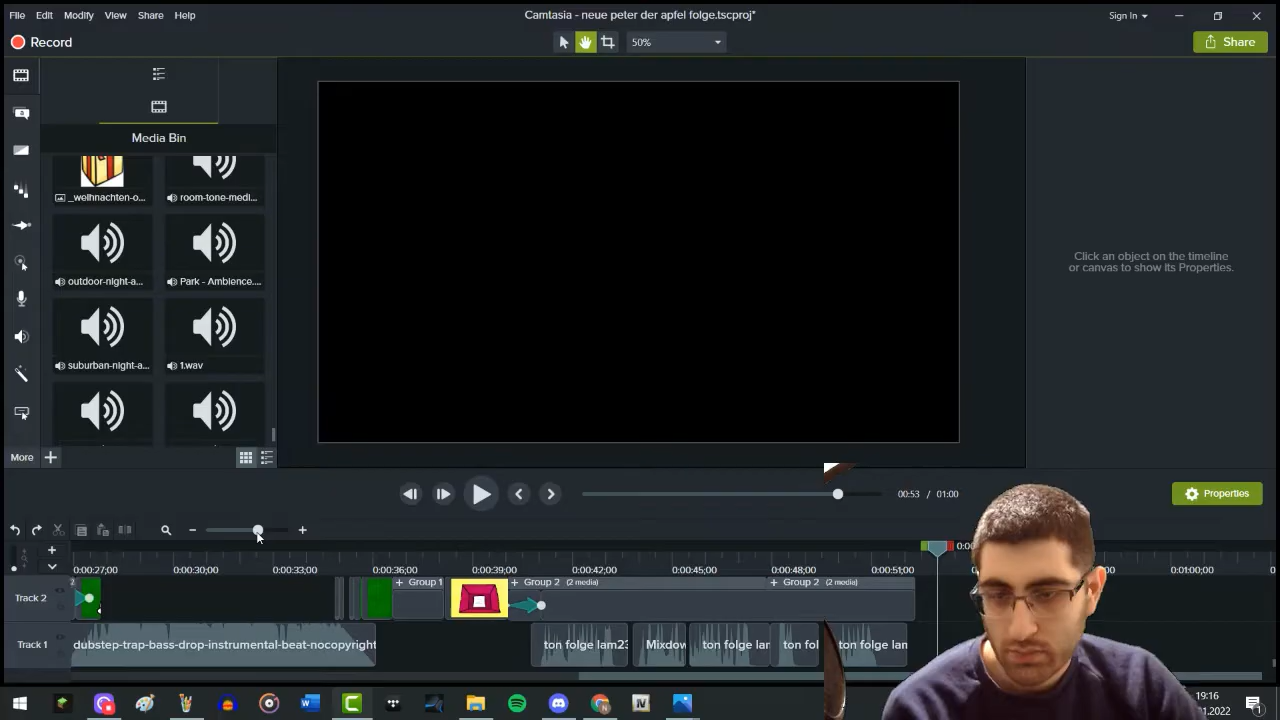 File Edit Modify View Share Help
Camtasia - neue peter der apfel folge.tscproj*
Sign In
Record
50%
Share
Media Bin
_weihnachten-o...
room-tone-medi...
outdoor-night-a...
Park - Ambience....
suburban-night-a...
1.wav
Click an object on the timeline
or canvas to show its Properties.
More
00:53 / 01:00
Properties
0:00:27;00 0:00:30;00 0:00:33;00 0:00:36;00 0:00:39;00 0:00:42;00 0:00:45;00 0:00:48;00 0:00:51;00 0:01:00;00
Track 2
2
+ Group 1
+ Group 2 (2 media)
+ Group 2 (2 media)
Track 1
dubstep-trap-bass-drop-instrumental-beat-nocopyright
ton folge lam23
Mixdow
ton folge lar
ton fol
ton folge lam
19:16